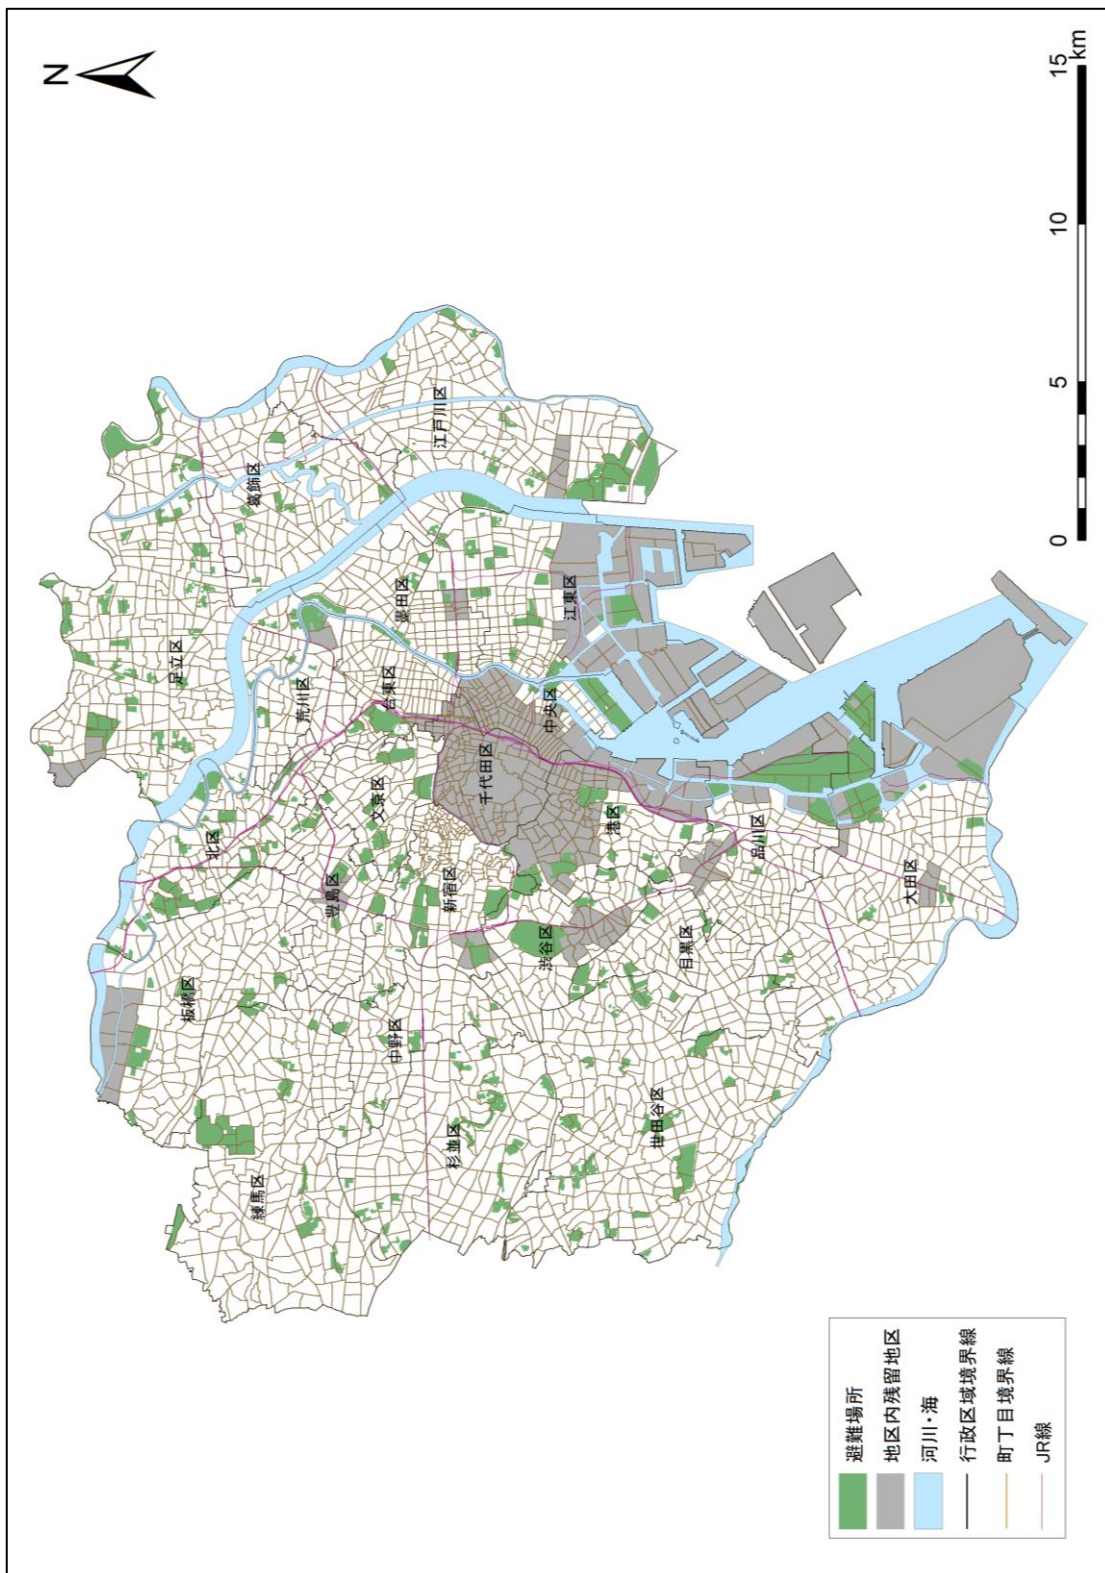 N
足立区
葛飾区
北区
荒川区
板橋区
練馬区
豊島区
文京区
台東区
墨田区
江戸川区
中野区
新宿区
千代田区
杉並区
渋谷区
中央区
江東区
港区
世田谷区
目黒区
品川区
大田区
避難場所
地区内残留地区
河川・海
行政区域境界線
町丁目境界線
JR線
0 5 10 15
km